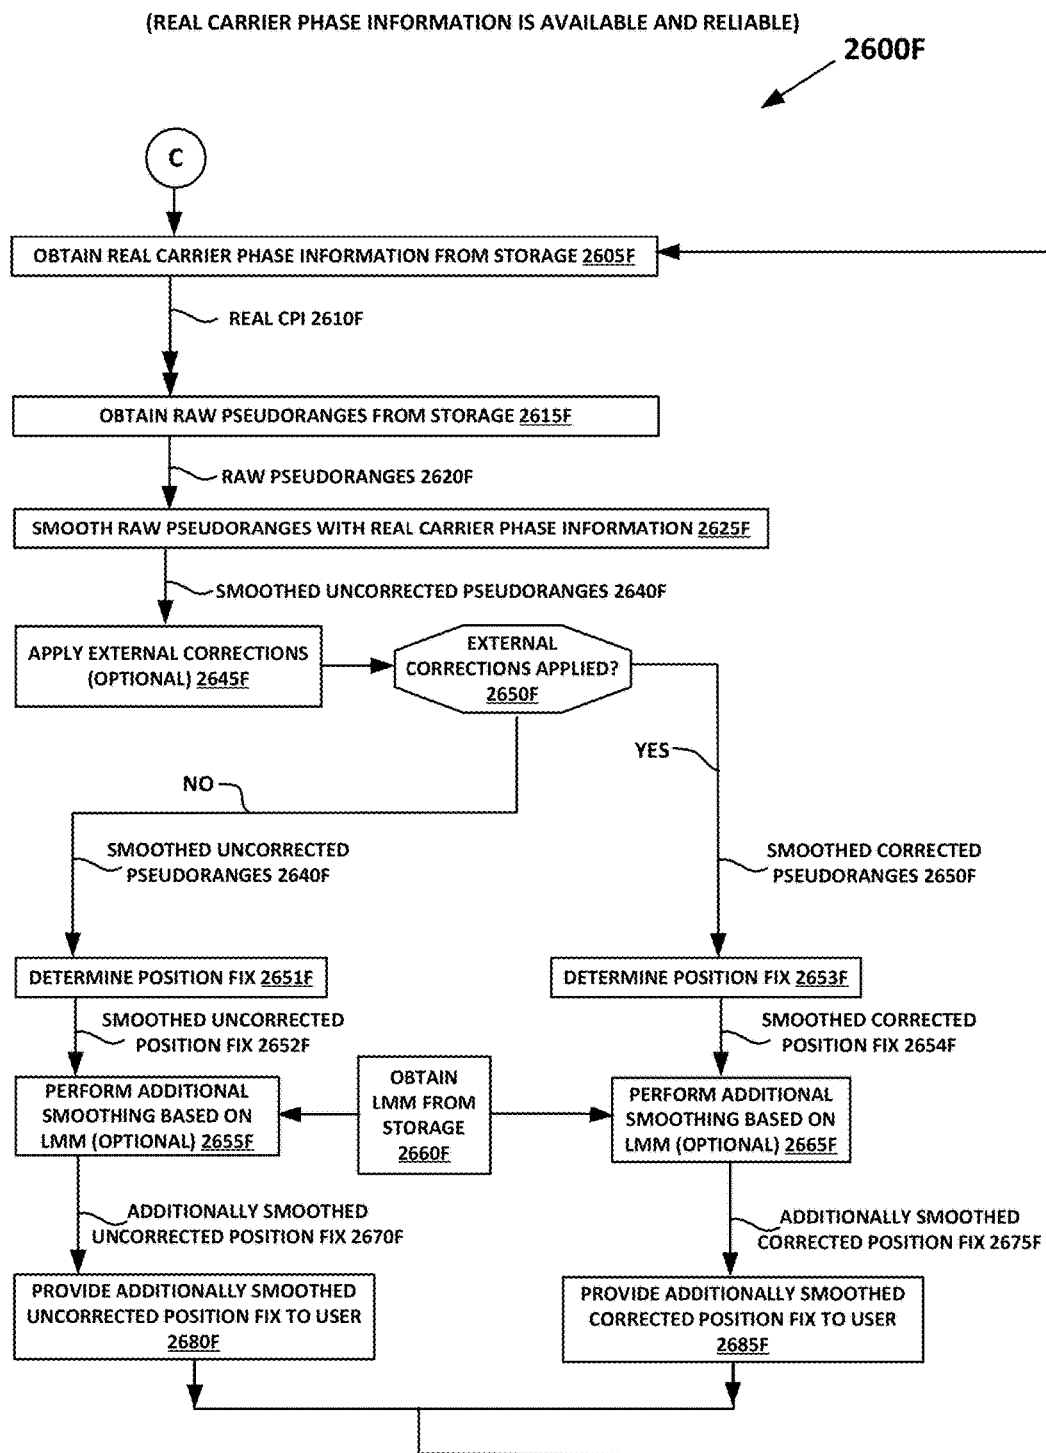 (REAL CARRIER PHASE INFORMATION IS AVAILABLE AND RELIABLE)
2600F
C
OBTAIN REAL CARRIER PHASE INFORMATION FROM STORAGE 2605F
REAL CPI 2610F
OBTAIN RAW PSEUDORANGES FROM STORAGE 2615F
RAW PSEUDORANGES 2620F
SMOOTH RAW PSEUDORANGES WITH REAL CARRIER PHASE INFORMATION 2625F
SMOOTHED UNCORRECTED PSEUDORANGES 2640F
APPLY EXTERNAL CORRECTIONS
(OPTIONAL) 2645F
EXTERNAL
CORRECTIONS APPLIED?
2650F
NO
YES
SMOOTHED UNCORRECTED
PSEUDORANGES 2640F
SMOOTHED CORRECTED
PSEUDORANGES 2650F
DETERMINE POSITION FIX 2651F
DETERMINE POSITION FIX 2653F
SMOOTHED UNCORRECTED
POSITION FIX 2652F
SMOOTHED CORRECTED
POSITION FIX 2654F
PERFORM ADDITIONAL
SMOOTHING BASED ON
LMM (OPTIONAL) 2655F
OBTAIN
LMM FROM
STORAGE
2660F
PERFORM ADDITIONAL
SMOOTHING BASED ON
LMM (OPTIONAL) 2665F
ADDITIONALLY SMOOTHED
UNCORRECTED POSITION FIX 2670F
ADDITIONALLY SMOOTHED
CORRECTED POSITION FIX 2675F
PROVIDE ADDITIONALLY SMOOTHED
UNCORRECTED POSITION FIX TO USER
2680F
PROVIDE ADDITIONALLY SMOOTHED
CORRECTED POSITION FIX TO USER
2685F